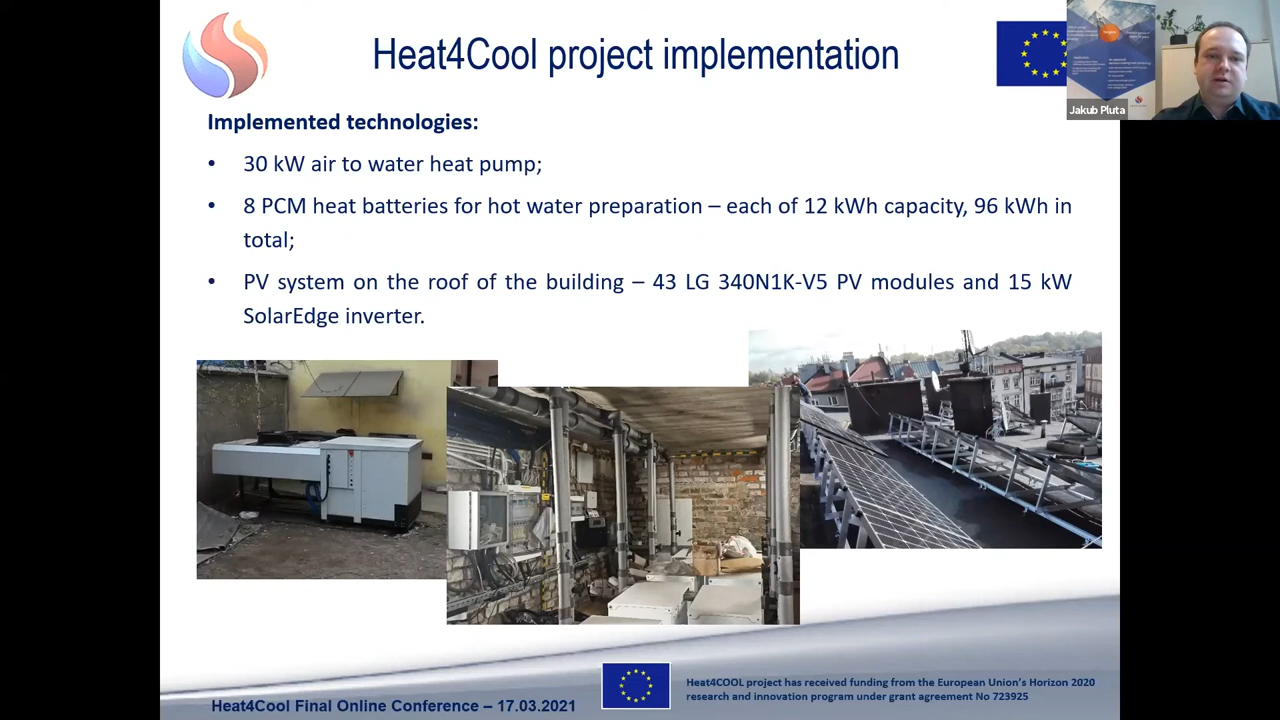 Heat4Cool project implementation
Jakub Pluta
Implemented technologies:
• 30 kW air to water heat pump;
• 8 PCM heat batteries for hot water preparation – each of 12 kWh capacity, 96 kWh in
total;
• PV system on the roof of the building – 43 LG 340N1K-V5 PV modules and 15 kW
SolarEdge inverter.
Heat4COOL project has received funding from the European Union's Horizon 2020
research and innovation program under grant agreement No 723925
Heat4Cool Final Online Conference – 17.03.2021